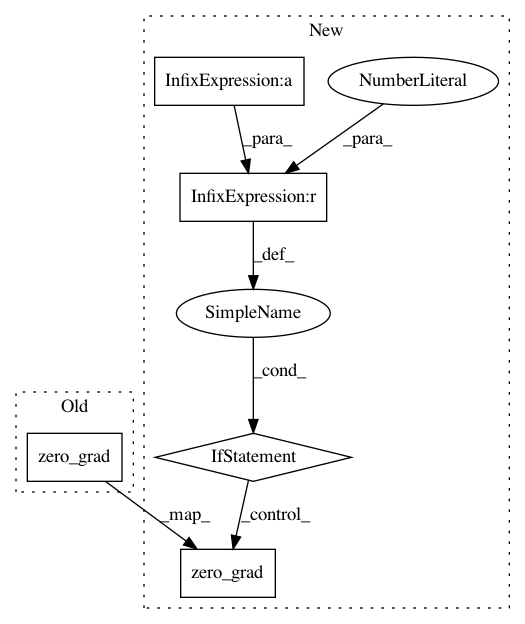 New
InfixExpression:a
NumberLiteral
_para_
_para_
InfixExpression:r
_def_
SimpleName
_cond_
Old
zero_grad
IfStatement
_map_
_control_
zero_grad